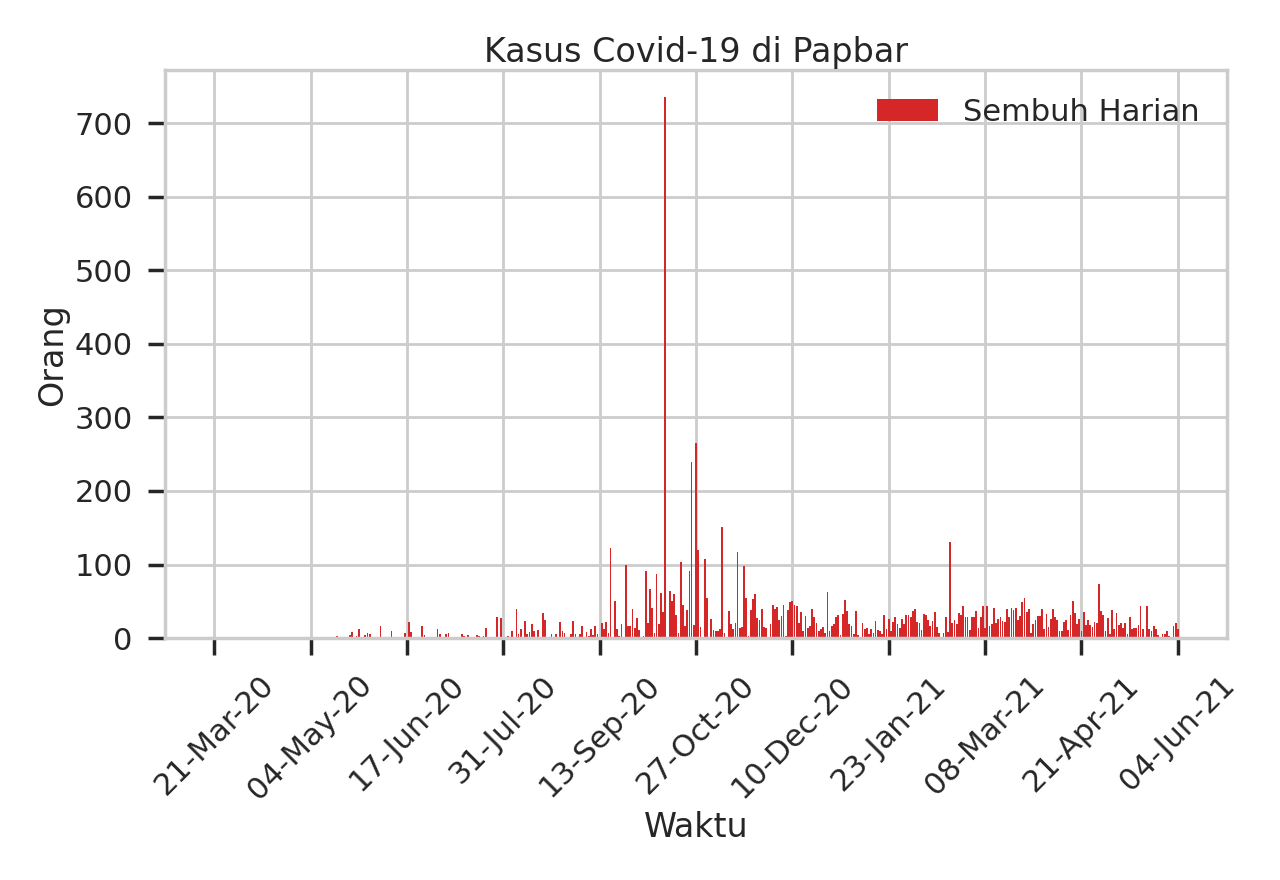 Kasus Covid-19 di Papbar
Sembuh Harian
Orang
700
600
500
400
300
200
100
0
21-Mar-20
04-May-20
17-Jun-20
31-Jul-20
13-Sep-20
27-Oct-20
10-Dec-20
23-Jan-21
08-Mar-21
21-Apr-21
04-Jun-21
Waktu